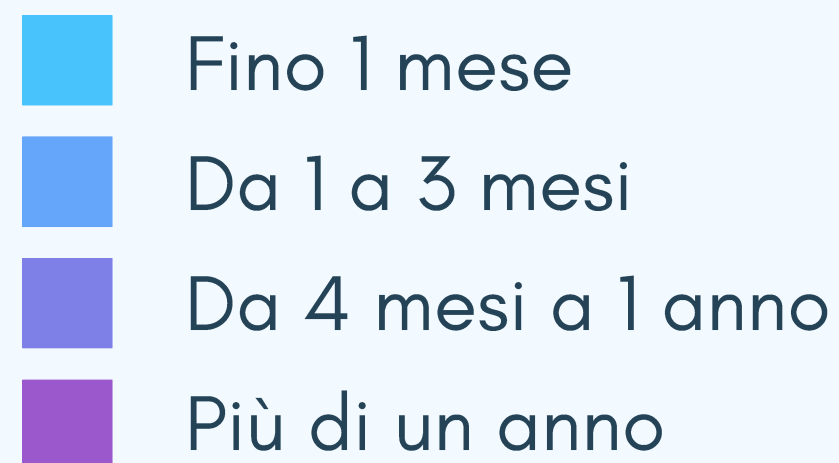 Fino 1 mese
Da 1 a 3 mesi
Da 4 mesi a 1 anno
Più di un anno